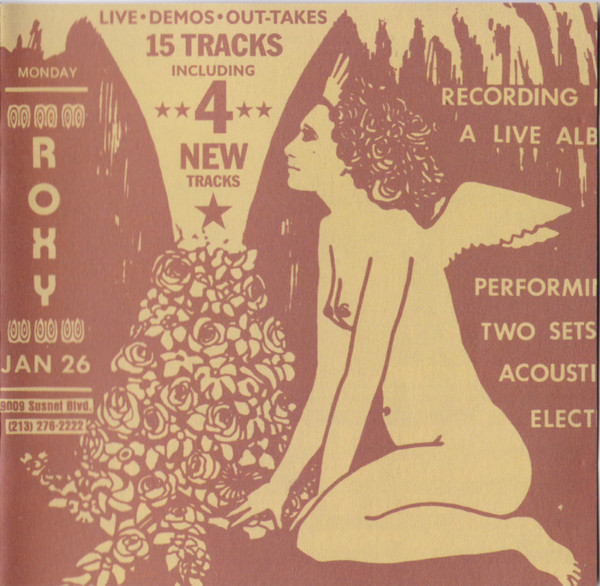 LIVE•DEMOS•OUT-TAKES
15 TRACKS
INCLUDING
★★4★★
NEW
TRACKS
★
MONDAY
ROXY
JAN 26
9009 Susnet Blvd.
(213) 276-2222
RECORDING
A LIVE ALB
PERFORMI
TWO SETS
ACOUSTI
ELECT